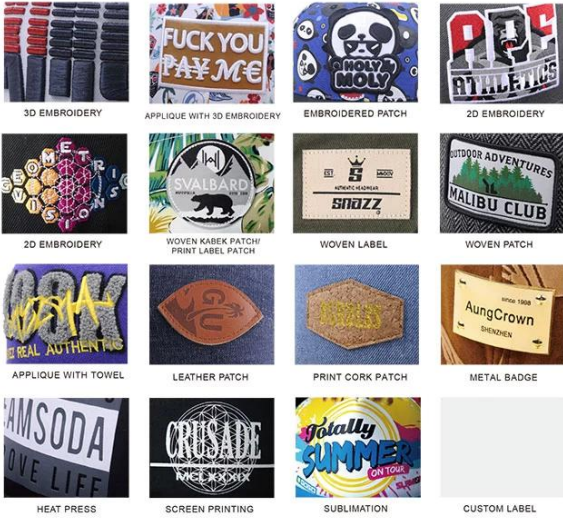 3D EMBROIDERY
FUCK YOU
PA¥M€
APPLIQUE WITH 3D EMBROIDERY
HOLY
MOLY
EMBROIDERED PATCH
ATHLETICS
2D EMBROIDERY
GEOMETRIC
VISIONS
2D EMBROIDERY
SVALBARD
WOVEN KABEK PATCH/
PRINT LABEL PATCH
S
AUTHENTIC HEADWEAR
snazz
WOVEN LABEL
OUTDOOR ADVENTURES
MALIBU CLUB
WOVEN PATCH
REAL AUTHENTIC
APPLIQUE WITH TOWEL
GU
LEATHER PATCH
PRINT CORK PATCH
since 1998
AungCrown
SHENZHEN
METAL BADGE
AMSODA
OVE LIFE
HEAT PRESS
CRUSADE
MCLXXXIX
SCREEN PRINTING
Totally
SUMMER
ON TOUR
SUBLIMATION
CUSTOM LABEL